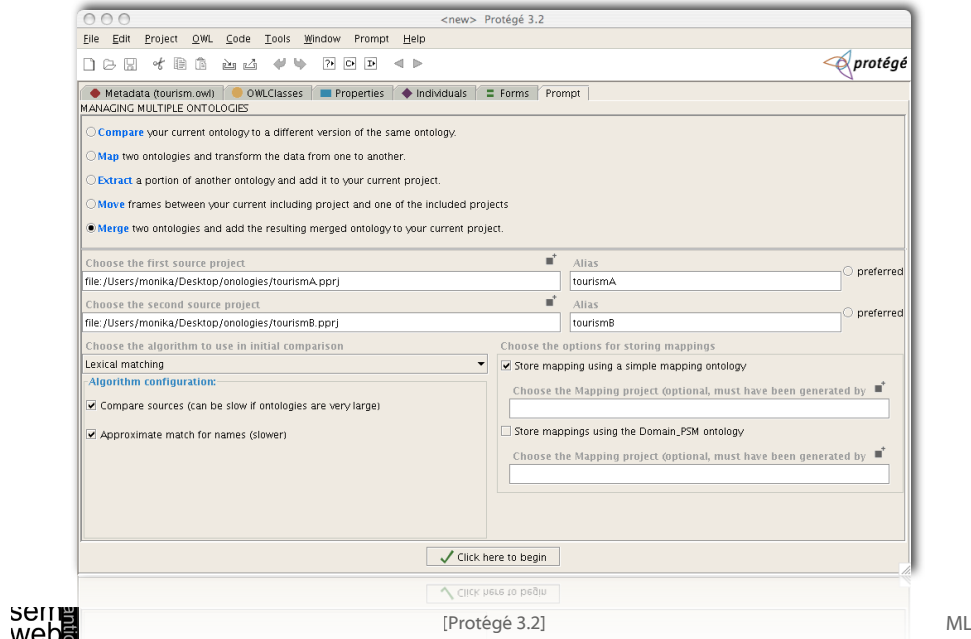 <new> Protégé 3.2
File Edit Project OWL Code Tools Window Prompt Help
protégé
Metadata (tourism.owl) OWLClasses Properties Individuals Forms Prompt
MANAGING MULTIPLE ONTOLOGIES
Compare your current ontology to a different version of the same ontology.
Map two ontologies and transform the data from one to another.
Extract a portion of another ontology and add it to your current project.
Move frames between your current including project and one of the included projects
Merge two ontologies and add the resulting merged ontology to your current project.
Choose the first source project Alias
file:/Users/monika/Desktop/onologies/tourismA.pprj tourismA preferred
Choose the second source project Alias
file:/Users/monika/Desktop/onologies/tourismB.pprj tourismB preferred
Choose the algorithm to use in initial comparison
Lexical matching
Algorithm configuration:
Compare sources (can be slow if ontologies are very large)
Approximate match for names (slower)
Choose the options for storing mappings
Store mapping using a simple mapping ontology
Choose the Mapping project (optional, must have been generated by
Store mappings using the Domain_PSM ontology
Choose the Mapping project (optional, must have been generated by
Click here to begin
Click here to begin
semantic
web
[Protégé 3.2]
ML